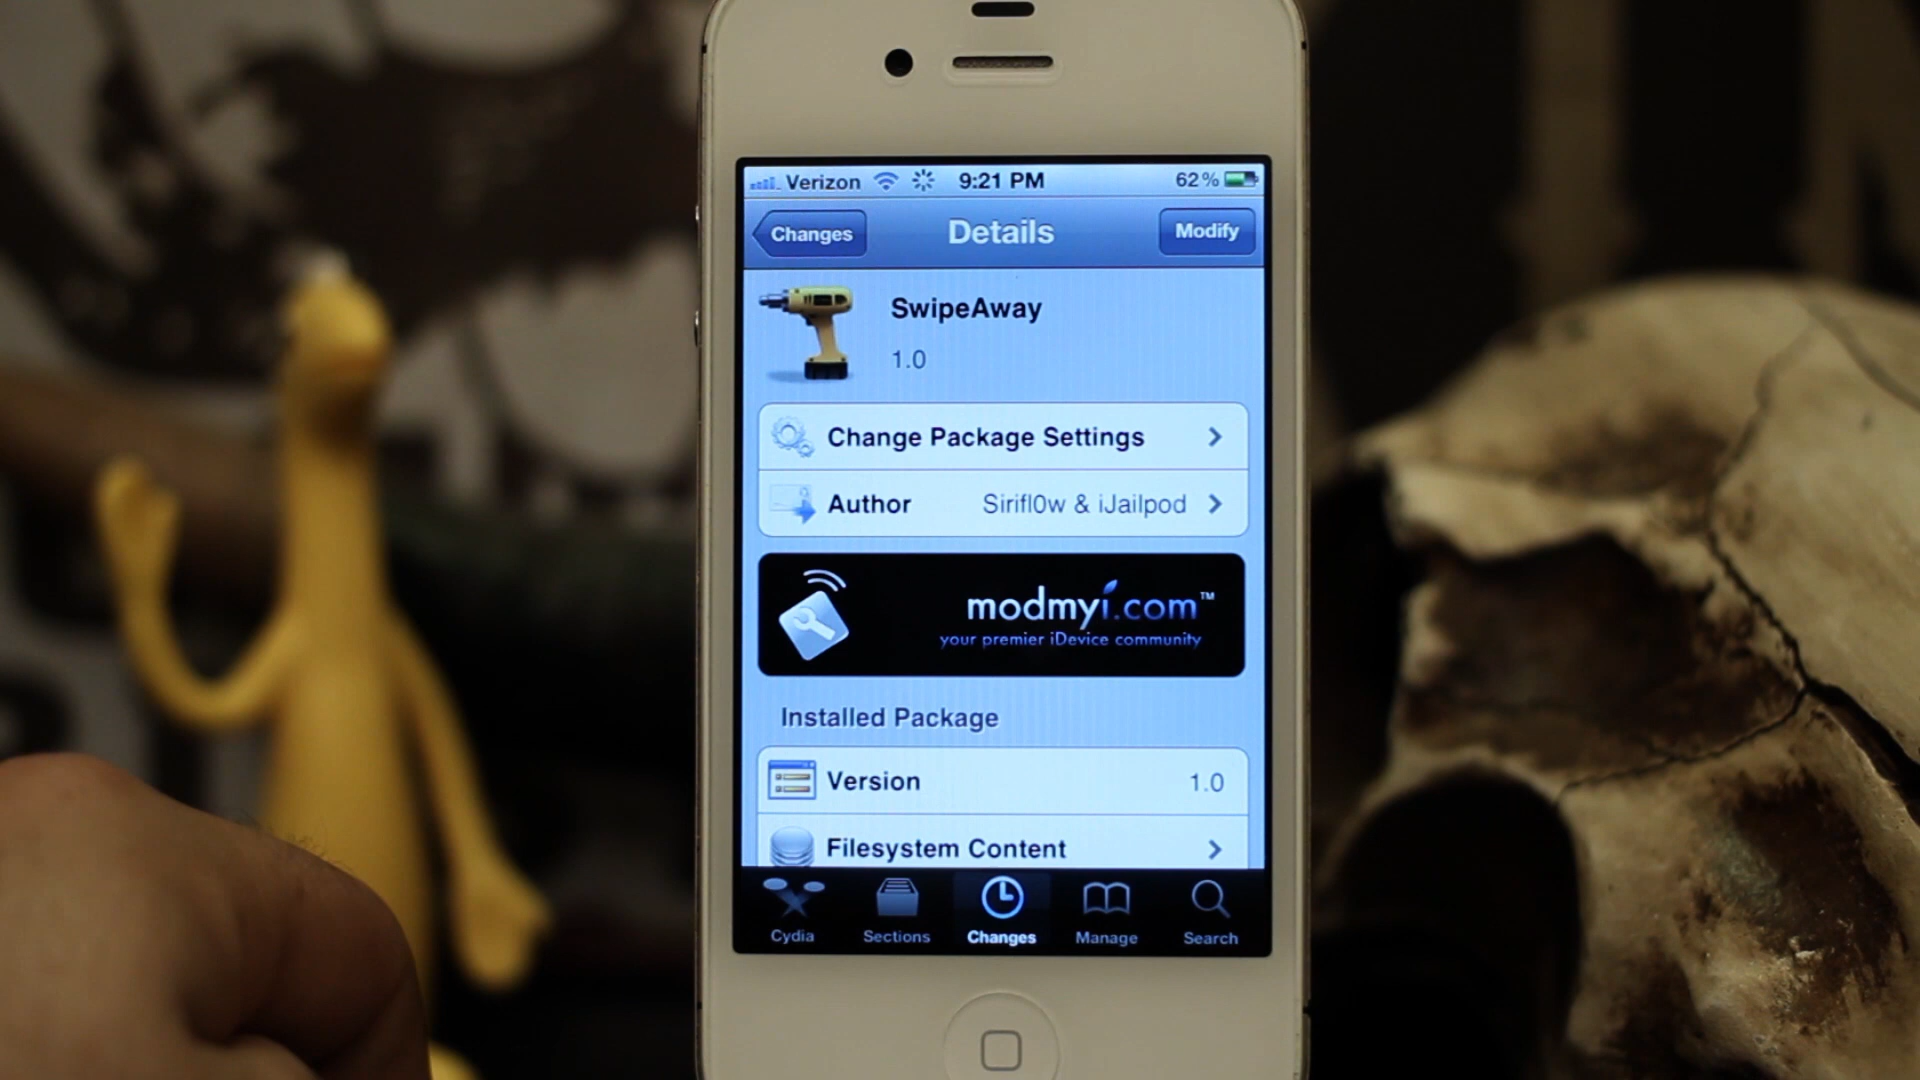 Verizon 9:21 PM 62%
Changes Details Modify
SwipeAway
1.0
Change Package Settings
Author Sirifl0w & iJailpod
modmyi.com™
your premier iDevice community
Installed Package
Version 1.0
Filesystem Content
Cydia Sections Changes Manage Search